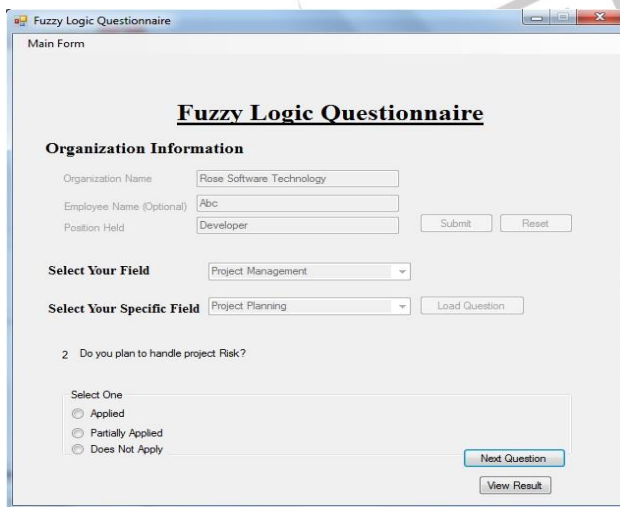 Fuzzy Logic Questionnaire
Main Form
Fuzzy Logic Questionnaire
Organization Information
Organization Name Rose Software Technology
Employee Name (Optional) Abc
Position Held Developer Submit Reset
Select Your Field Project Management
Select Your Specific Field Project Planning Load Question
2 Do you plan to handle project Risk?
Select One
Applied
Partially Applied
Does Not Apply
Next Question
View Result